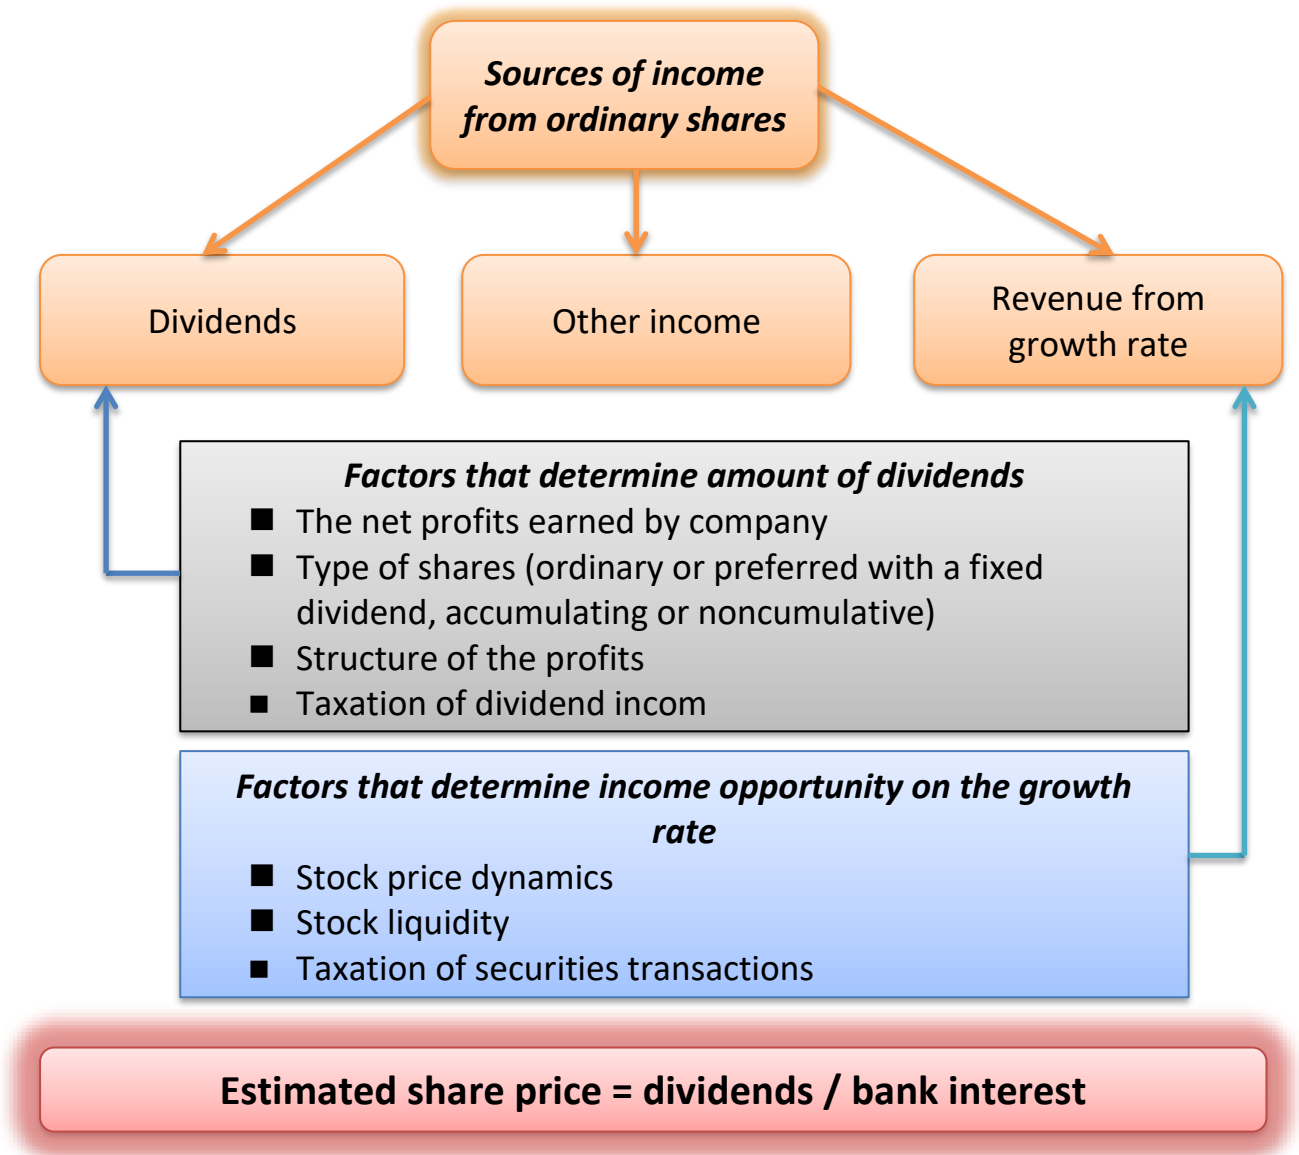 Sources of income
from ordinary shares
Dividends
Other income
Revenue from
growth rate
Factors that determine amount of dividends
■ The net profits earned by company
■ Type of shares (ordinary or preferred with a fixed
dividend, accumulating or noncumulative)
■ Structure of the profits
■ Taxation of dividend incom
Factors that determine income opportunity on the growth
rate
■ Stock price dynamics
■ Stock liquidity
■ Taxation of securities transactions
Estimated share price = dividends / bank interest